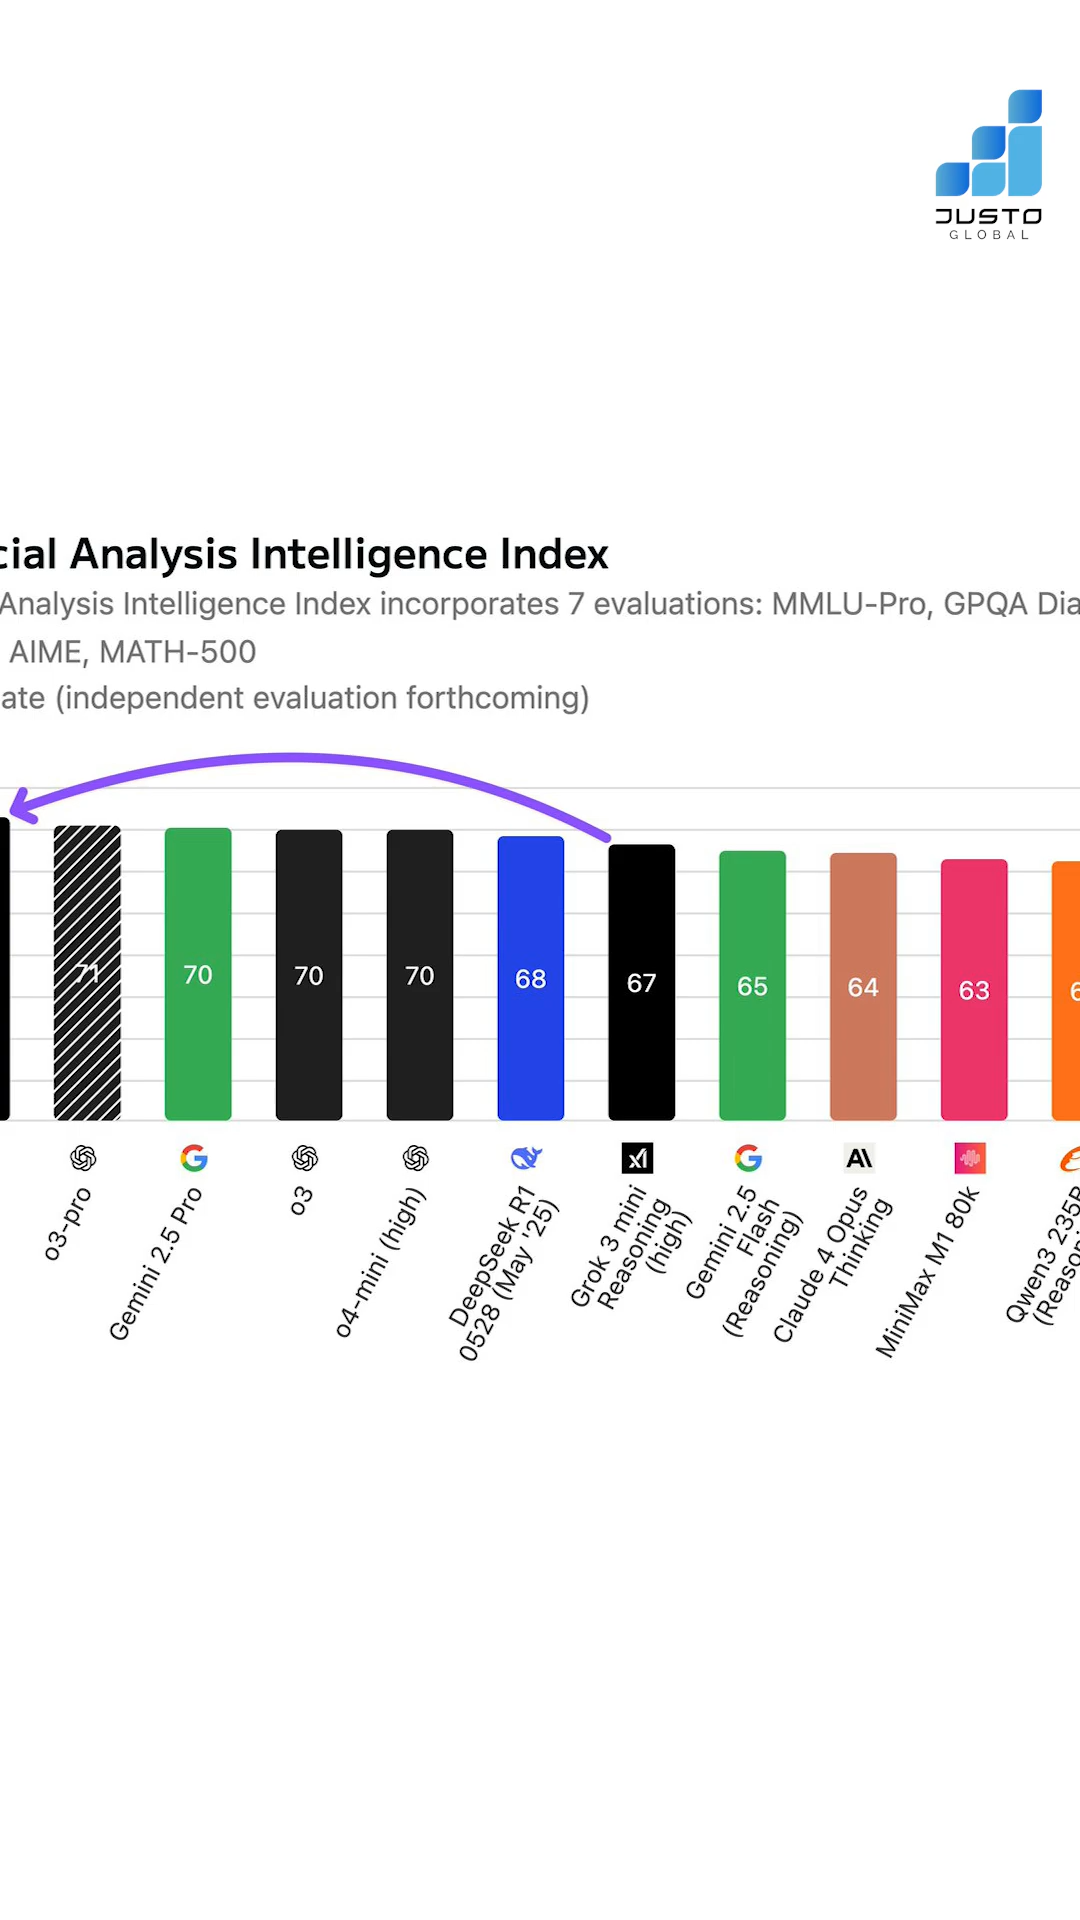 JUSTO
GLOBAL
cial Analysis Intelligence Index
Analysis Intelligence Index incorporates 7 evaluations: MMLU-Pro, GPQA Dia
AIME, MATH-500
ate (independent evaluation forthcoming)
71
70
70
70
68
67
65
64
63
6
o3-pro
Gemini 2.5 Pro
o3
o4-mini (high)
DeepSeek R1
0528 (May '25)
Grok 3 mini
Reasoning
(high)
Gemini 2.5
Flash
(Reasoning)
Claude 4 Opus
Thinking
MiniMax M1 80k
Qwen3 235B
(Reasoni